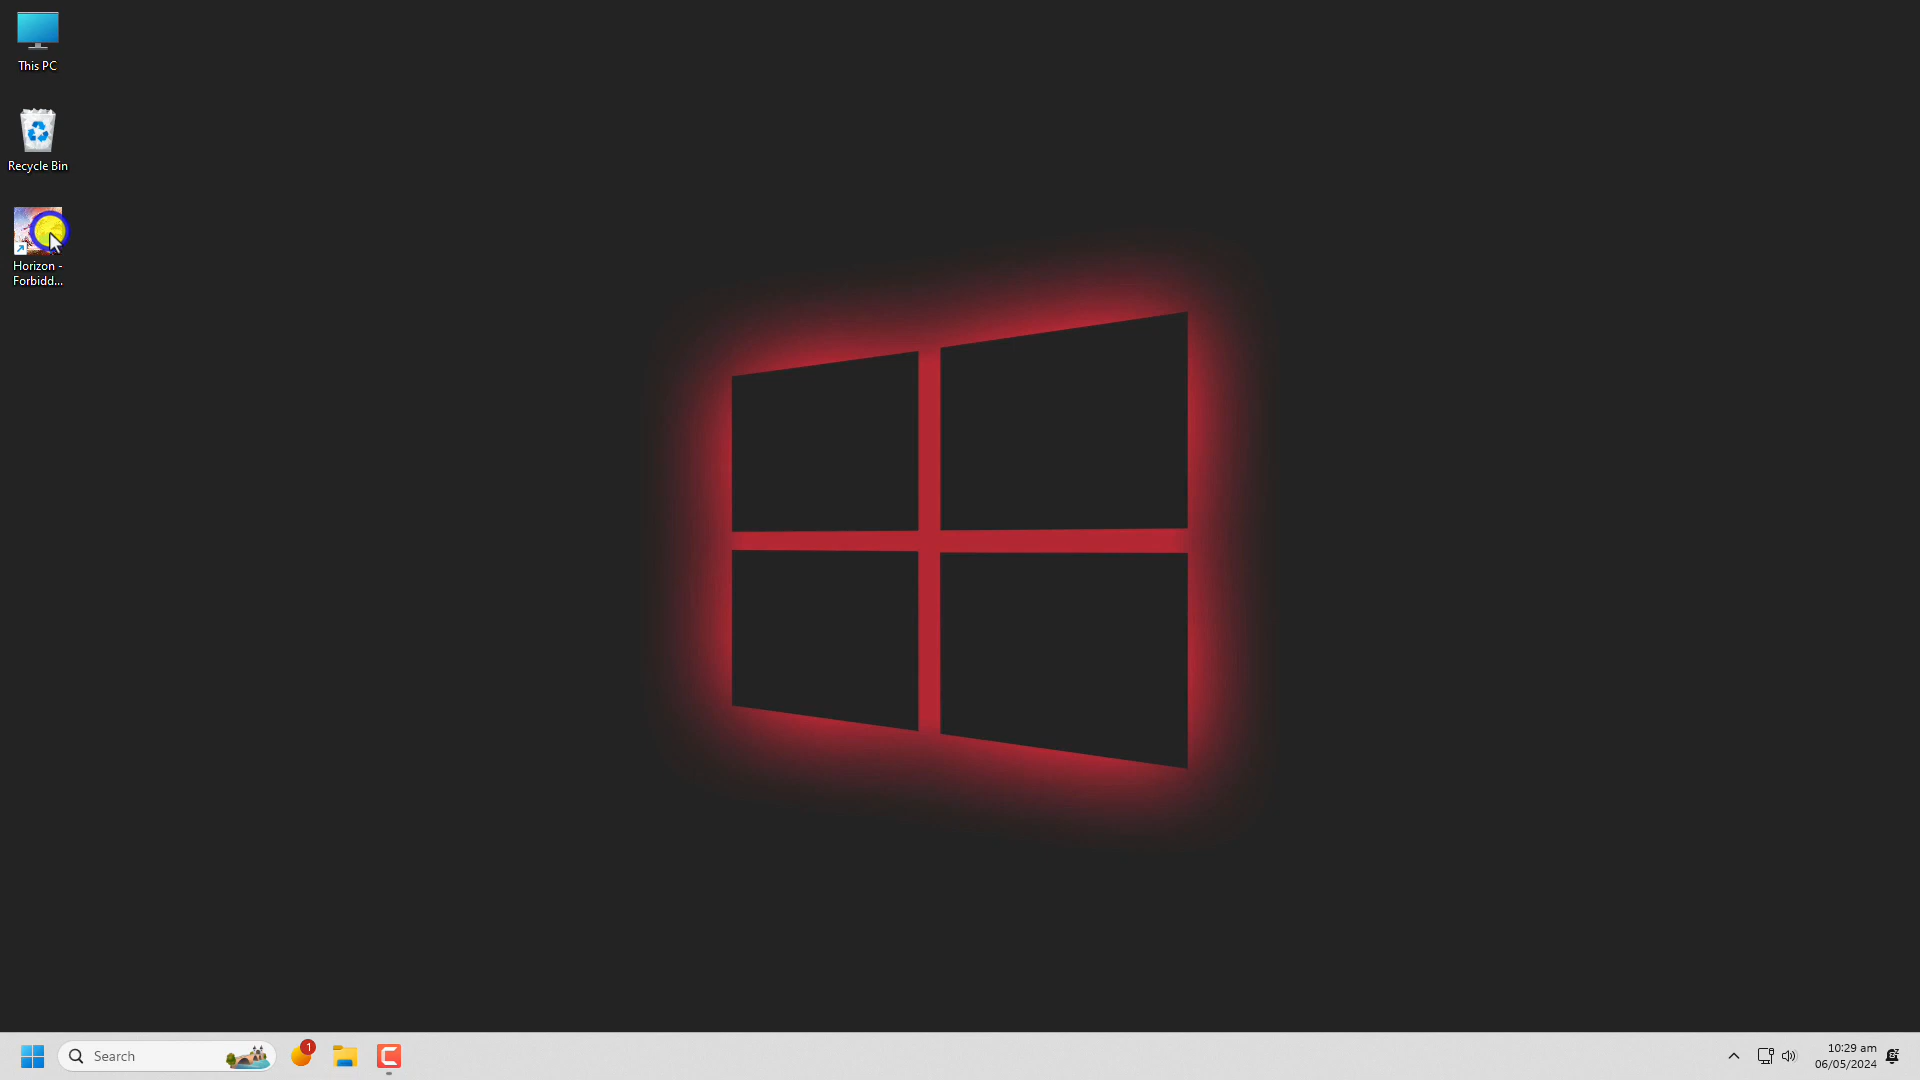 This PC
Recycle Bin
Horizon -
Forbidd...
Search
1
10:29 am
06/05/2024